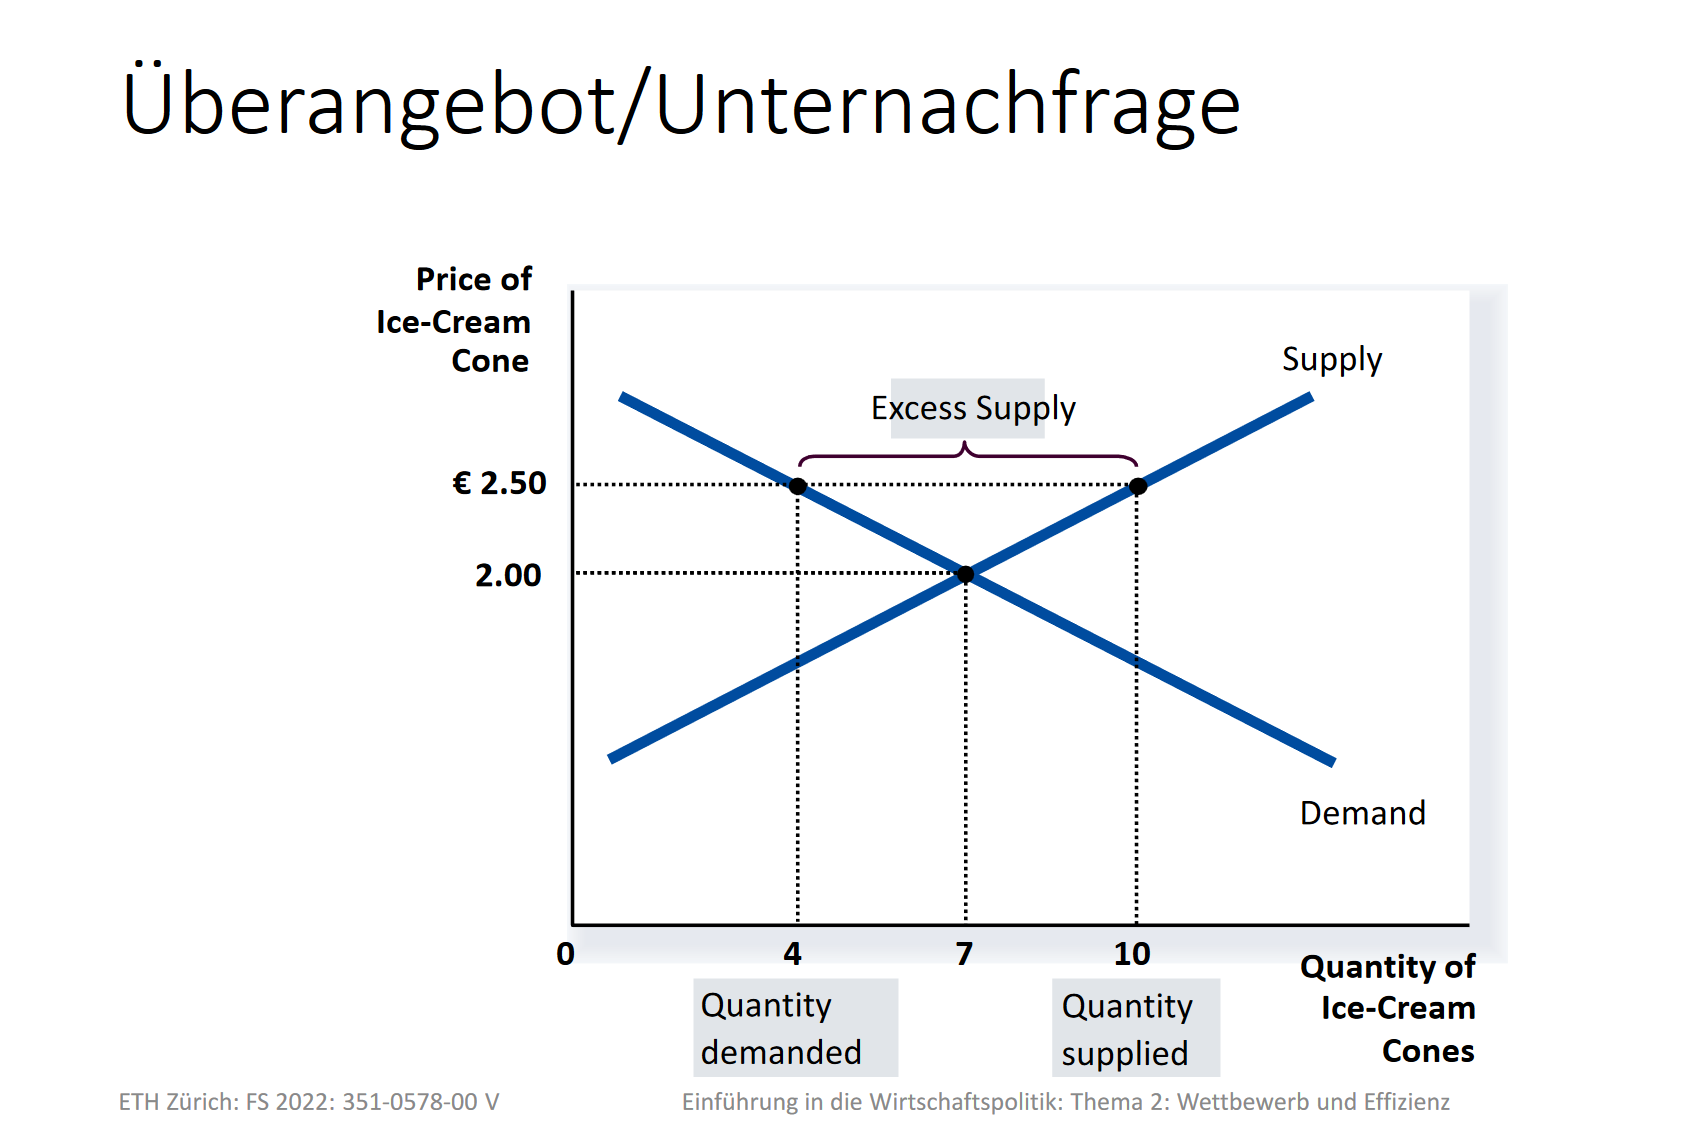 Überangebot/Unternachfrage
Price of
Ice-Cream
Cone
Supply
Excess Supply
€ 2.50
2.00
Demand
0
4
7
10
Quantity of
Ice-Cream
Cones
Quantity
demanded
Quantity
supplied
ETH Zürich: FS 2022: 351-0578-00 V
Einführung in die Wirtschaftspolitik: Thema 2: Wettbewerb und Effizienz